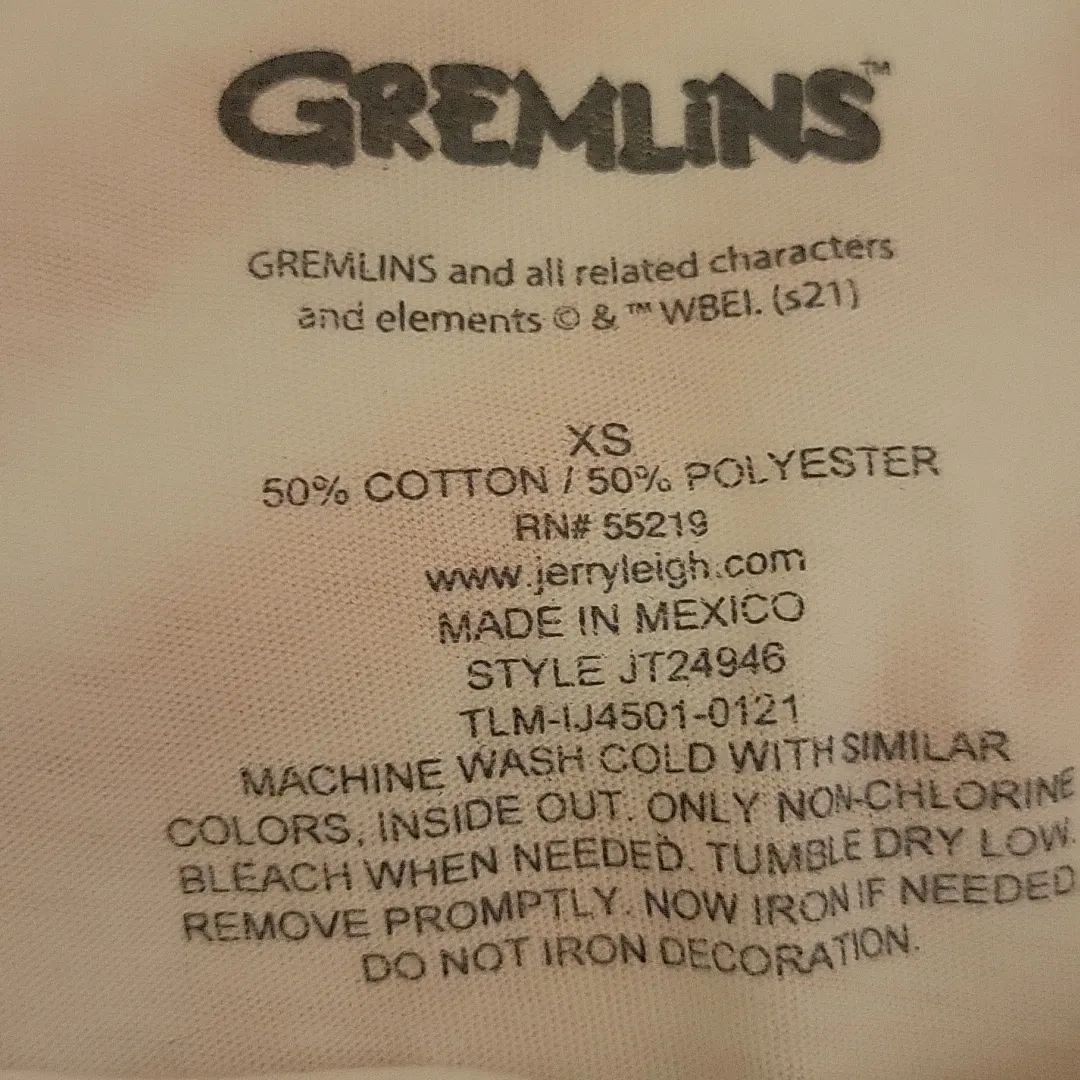 GREMLINS™
GREMLINS and all related characters
and elements © & ™ WBEI. (s21)
XS
50% COTTON / 50% POLYESTER
RN# 55219
www.jerryleigh.com
MADE IN MEXICO
STYLE JT24946
TLM-IJ4501-0121
MACHINE WASH COLD WITH SIMILAR
COLORS, INSIDE OUT. ONLY NON-CHLORINE
BLEACH WHEN NEEDED. TUMBLE DRY LOW.
REMOVE PROMPTLY. NOW IRON IF NEEDED
DO NOT IRON DECORATION.